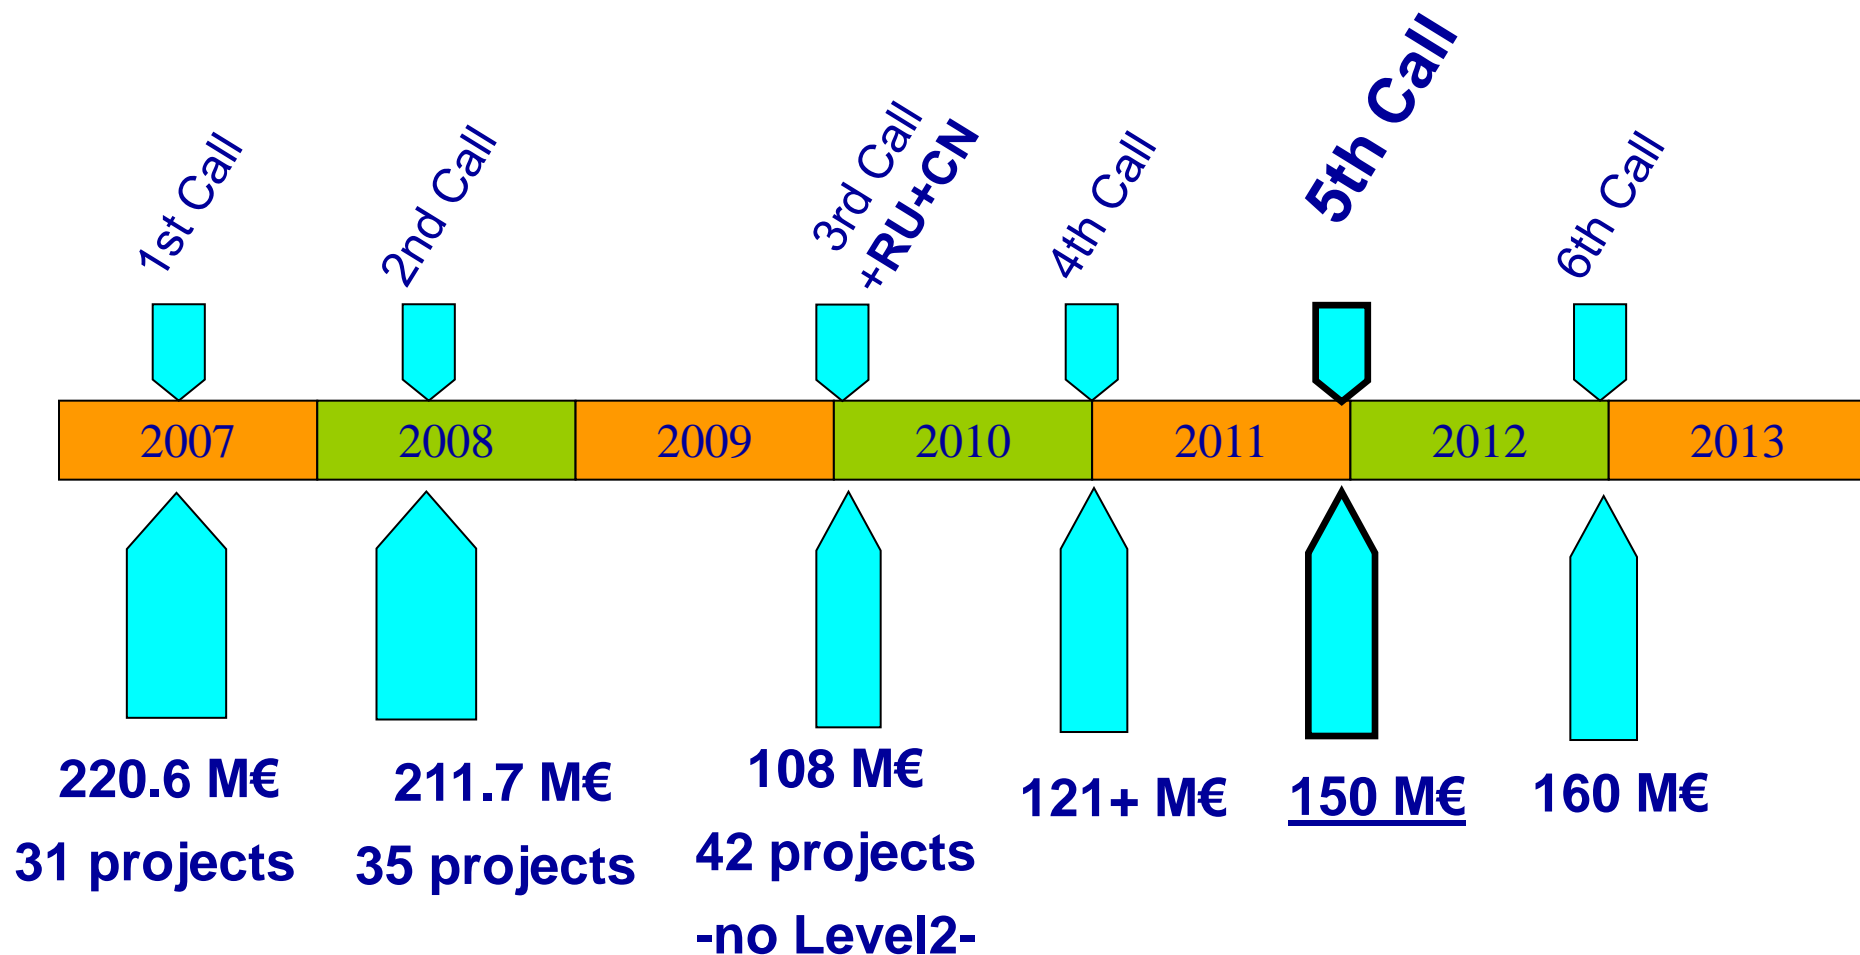 1st Call
2nd Call
3rd Call
+RU+CN
4th Call
5th Call
6th Call
2007
2008
2009
2010
2011
2012
2013
220.6 M€
31 projects
211.7 M€
35 projects
108 M€
42 projects
-no Level2-
121+ M€
150 M€
160 M€